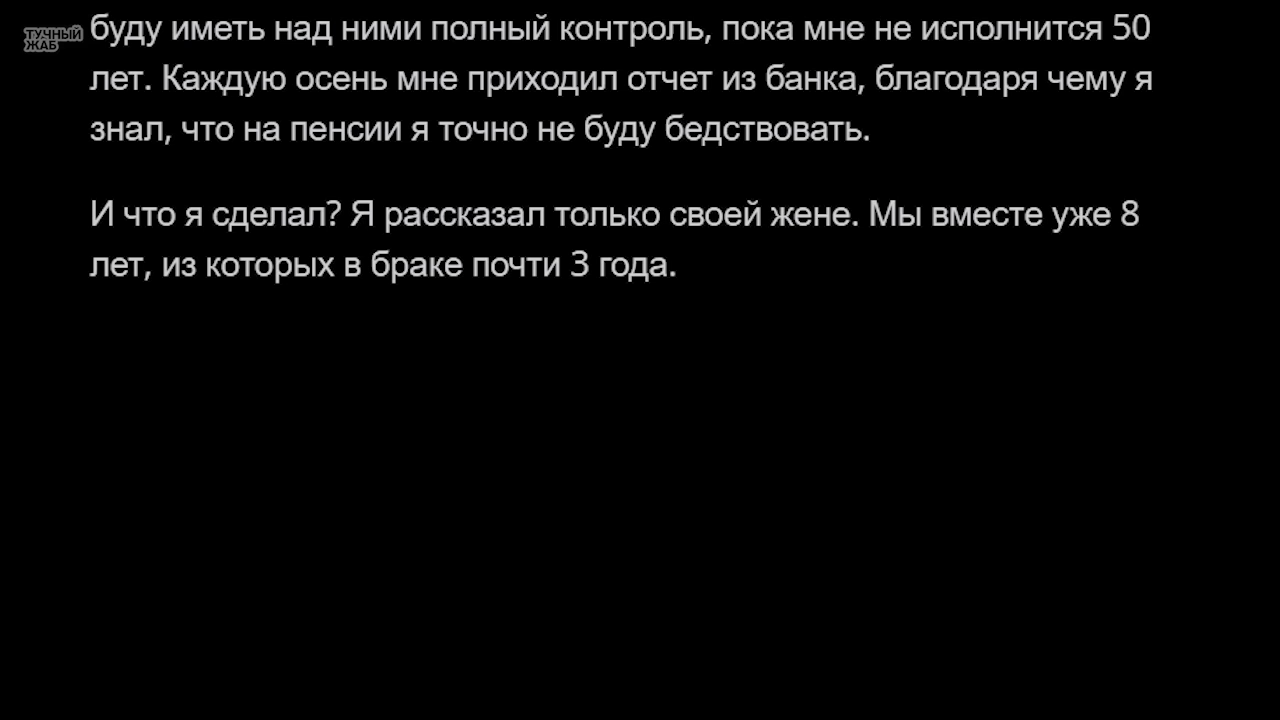 ТУЧНЫЙ
ЖАБ
буду иметь над ними полный контроль, пока мне не исполнится 50
лет. Каждую осень мне приходил отчет из банка, благодаря чему я
знал, что на пенсии я точно не буду бедствовать.
И что я сделал? Я рассказал только своей жене. Мы вместе уже 8
лет, из которых в браке почти 3 года.